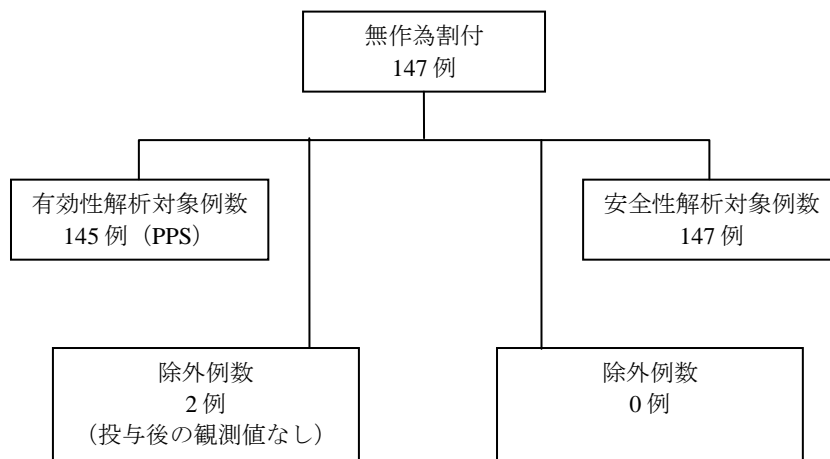 無作為割付
147 例
有効性解析対象例数
145 例（PPS）
安全性解析対象例数
147 例
除外例数
2 例
（投与後の観測値なし）
除外例数
0 例